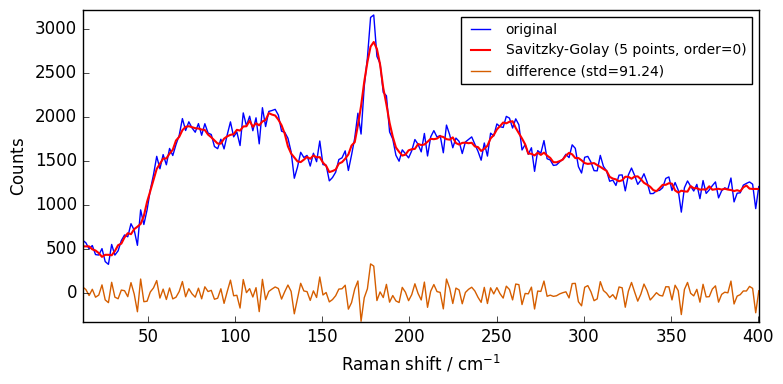 3000
2500
2000
1500
1000
500
0
Counts
original
Savitzky-Golay (5 points, order=0)
difference (std=91.24)
50 100 150 200 250 300 350 400
Raman shift / cm⁻¹